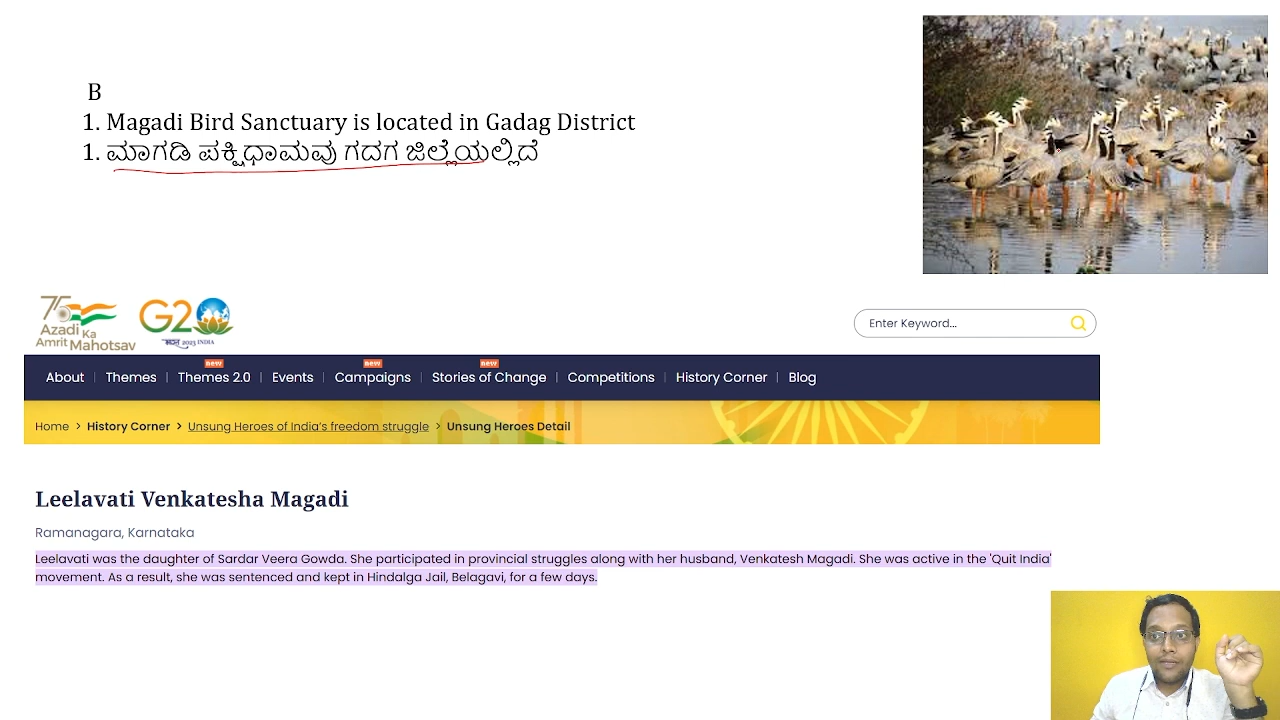 B
1. Magadi Bird Sanctuary is located in Gadag District
1. ಮಾಗಡಿ ಪಕ್ಷಿಧಾಮವು ಗದಗ ಜಿಲ್ಲೆಯಲ್ಲಿದೆ
75
Azadi Ka
Amrit Mahotsav
G20
भारत 2023 INDIA
Enter Keyword...
new new new
About Themes Themes 2.0 Events Campaigns Stories of Change Competitions History Corner Blog
Home > History Corner > Unsung Heroes of India's freedom struggle > Unsung Heroes Detail
Leelavati Venkatesha Magadi
Ramanagara, Karnataka
Leelavati was the daughter of Sardar Veera Gowda. She participated in provincial struggles along with her husband, Venkatesh Magadi. She was active in the 'Quit India'
movement. As a result, she was sentenced and kept in Hindalga Jail, Belagavi, for a few days.